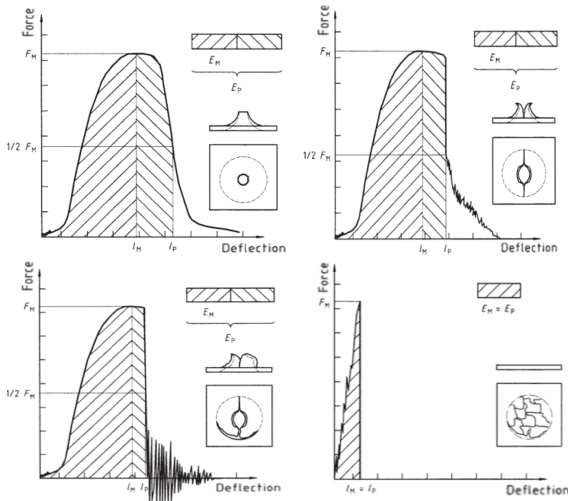 Force
F_M
1/2 F_M
E_M
E_P
l_M l_P Deflection
Force
F_M
1/2 F_M
E_M
E_P
l_M l_P Deflection
Force
F_M
1/2 F_M
E_M
E_P
l_M l_P Deflection
Force
F_M
E_M = E_P
l_M = l_P
Deflection